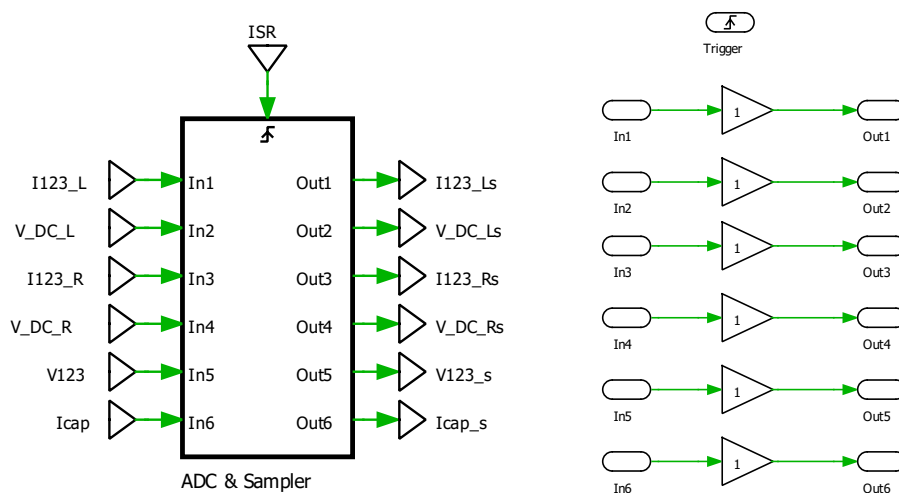 ISR
I123_L
In1
Out1
I123_Ls
V_DC_L
In2
Out2
V_DC_Ls
I123_R
In3
Out3
I123_Rs
V_DC_R
In4
Out4
V_DC_Rs
V123
In5
Out5
V123_s
Icap
In6
Out6
Icap_s
ADC & Sampler
Trigger
In1
1
Out1
In2
1
Out2
In3
1
Out3
In4
1
Out4
In5
1
Out5
In6
1
Out6